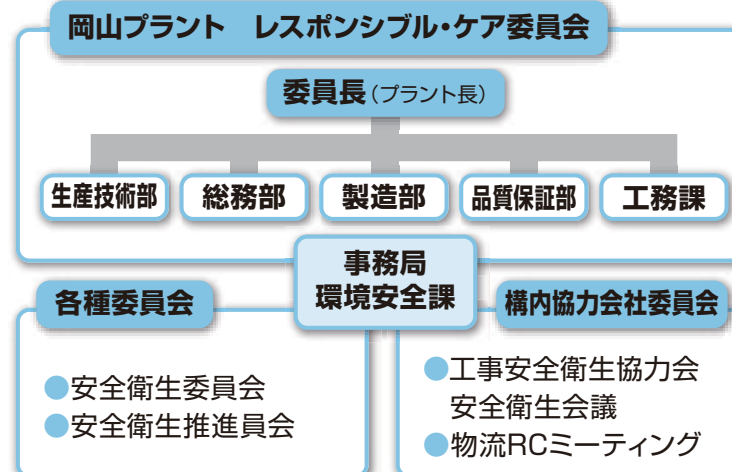 岡山プラント　レスポンシブル・ケア委員会
委員長（プラント長）
生産技術部
総務部
製造部
品質保証部
工務課
事務局
環境安全課
各種委員会
●安全衛生委員会
●安全衛生推進員会
構内協力会社委員会
●工事安全衛生協力会
安全衛生会議
●物流RCミーティング